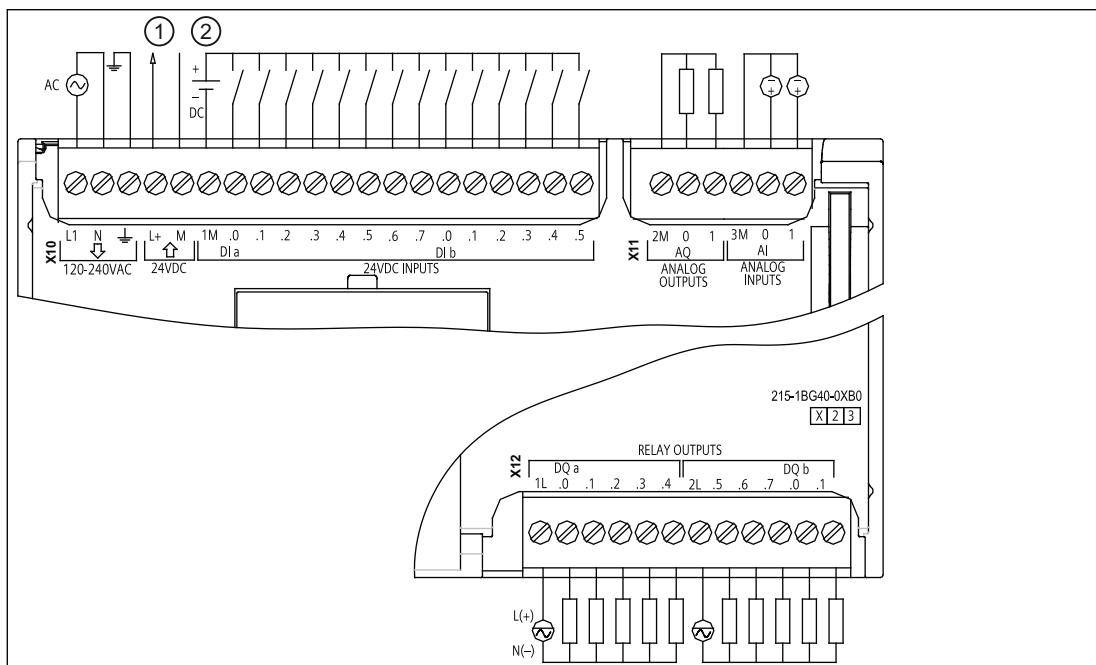 ① ②
AC
+
−
DC
+ +
− −
L1 N L+ M 1M .0 .1 .2 .3 .4 .5 .6 .7 .0 .1 .2 .3 .4 .5
X10
DI a DI b
120-240VAC 24VDC 24VDC INPUTS
2M 0 1 3M 0 1
X11
AQ AI
ANALOG OUTPUTS
ANALOG INPUTS
215-1BG40-0XB0
X 2 3
RELAY OUTPUTS
X12
DQ a DQ b
1L .0 .1 .2 .3 .4 2L .5 .6 .7 .0 .1
L(+)
N(–)